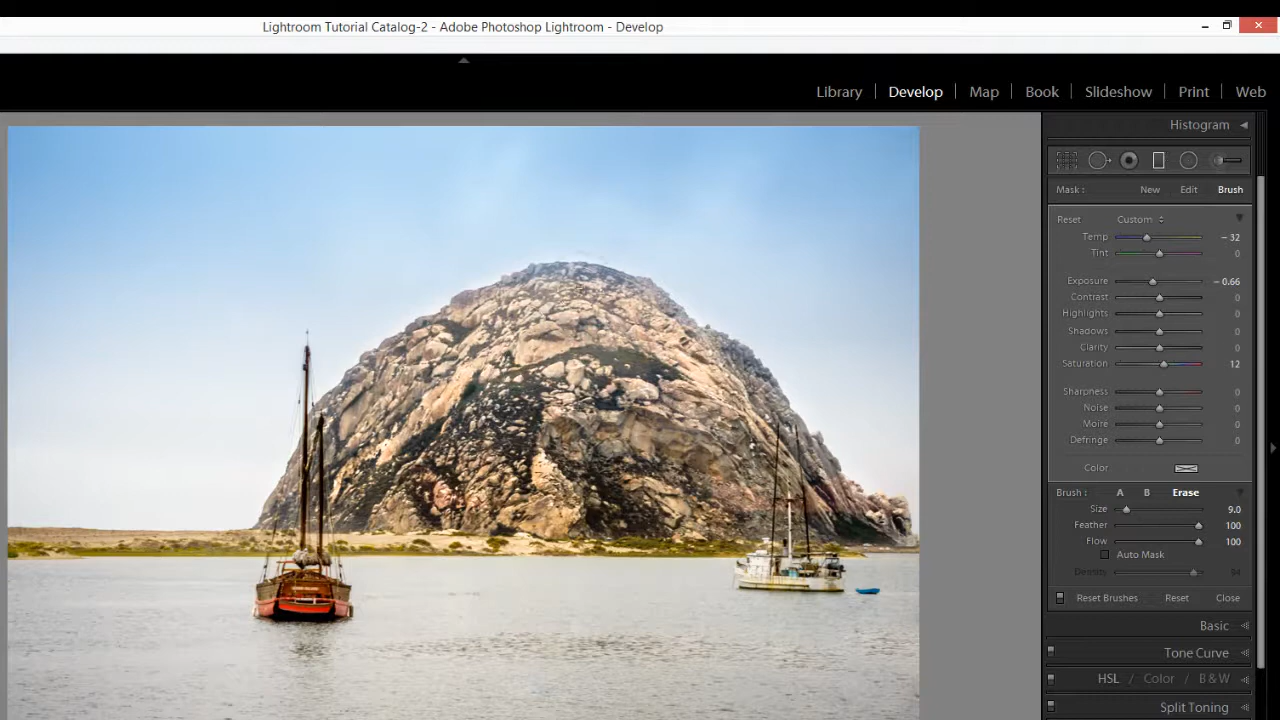 Lightroom Tutorial Catalog-2 - Adobe Photoshop Lightroom - Develop
Library Develop Map Book Slideshow Print Web
Histogram
Mask : New Edit Brush
Reset Custom
Temp - 32
Tint 0
Exposure - 0.66
Contrast 0
Highlights 0
Shadows 0
Clarity 0
Saturation 12
Sharpness 0
Noise 0
Moire 0
Defringe 0
Color
Brush : A B Erase
Size 9.0
Feather 100
Flow 100
Auto Mask
Density 94
Reset Brushes Reset Close
Basic
Tone Curve
HSL / Color / B & W
Split Toning